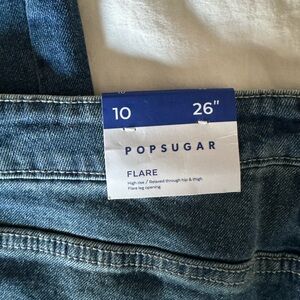 10 26"
POPSUGAR
FLARE
High rise / Relaxed through hip & thigh
Flare leg opening